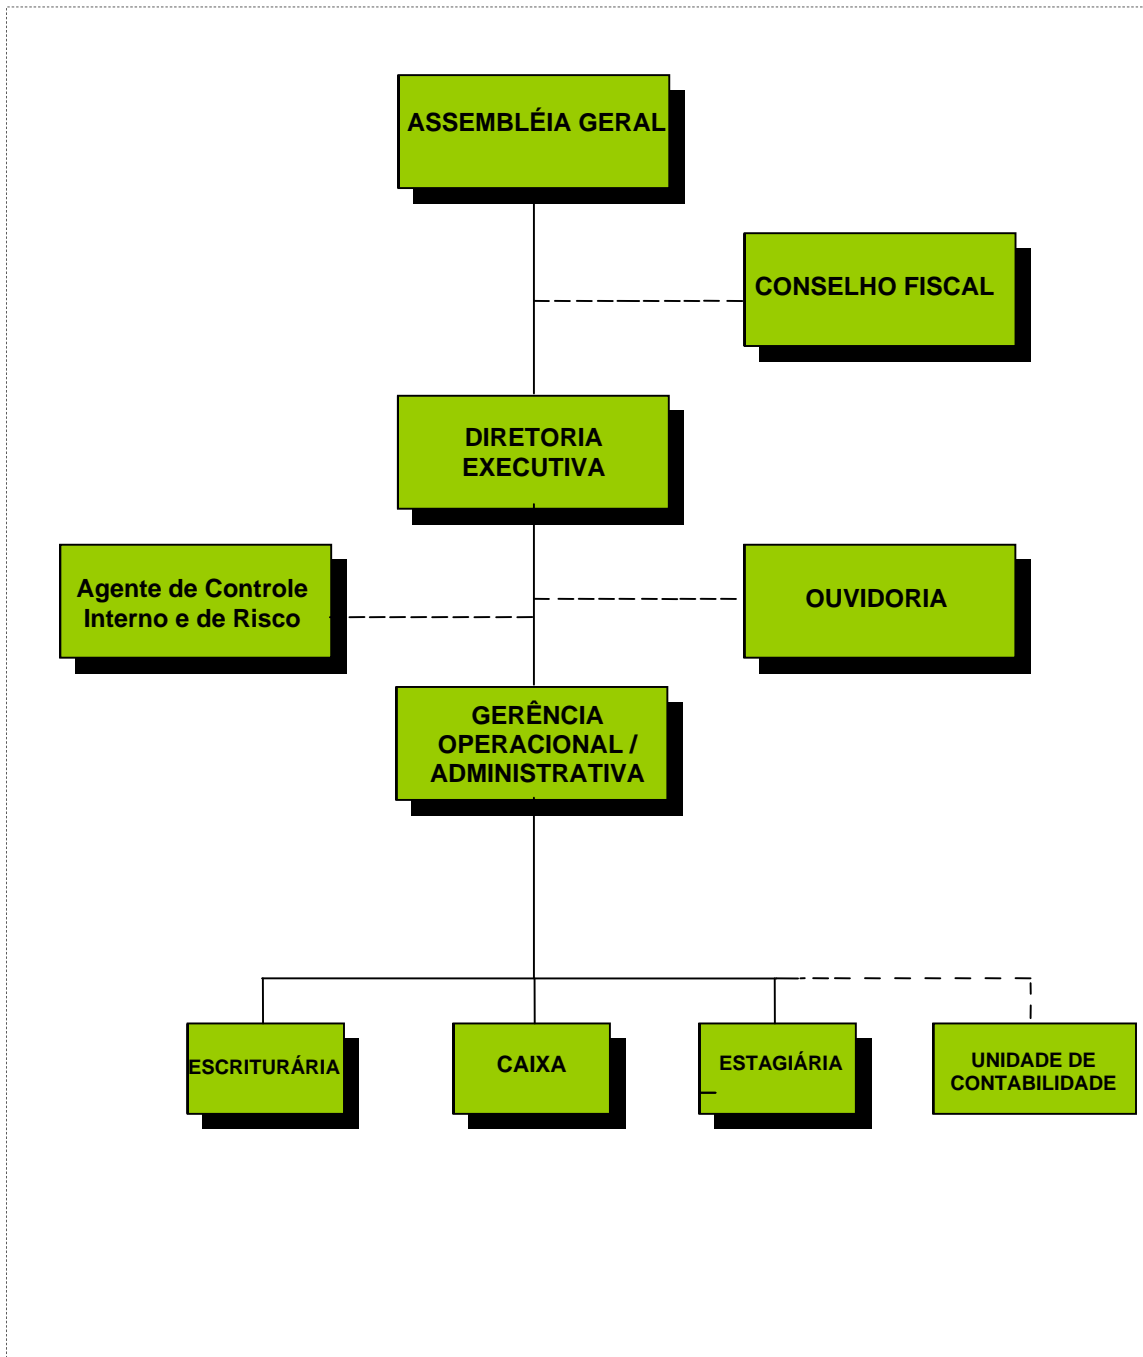 ASSEMBLÉIA GERAL
CONSELHO FISCAL
DIRETORIA
EXECUTIVA
Agente de Controle
Interno e de Risco
OUVIDORIA
GERÊNCIA
OPERACIONAL /
ADMINISTRATIVA
ESCRITURÁRIA
CAIXA
ESTAGIÁRIA
UNIDADE DE
CONTABILIDADE